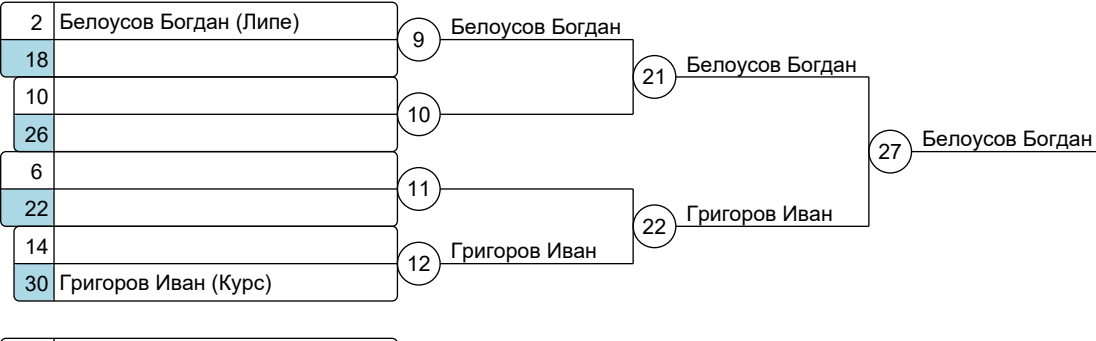 2 Белоусов Богдан (Липе)
18
10
26
6
22
14
30 Григоров Иван (Курс)
9 Белоусов Богдан
10
11
12 Григоров Иван
21 Белоусов Богдан
22 Григоров Иван
27 Белоусов Богдан